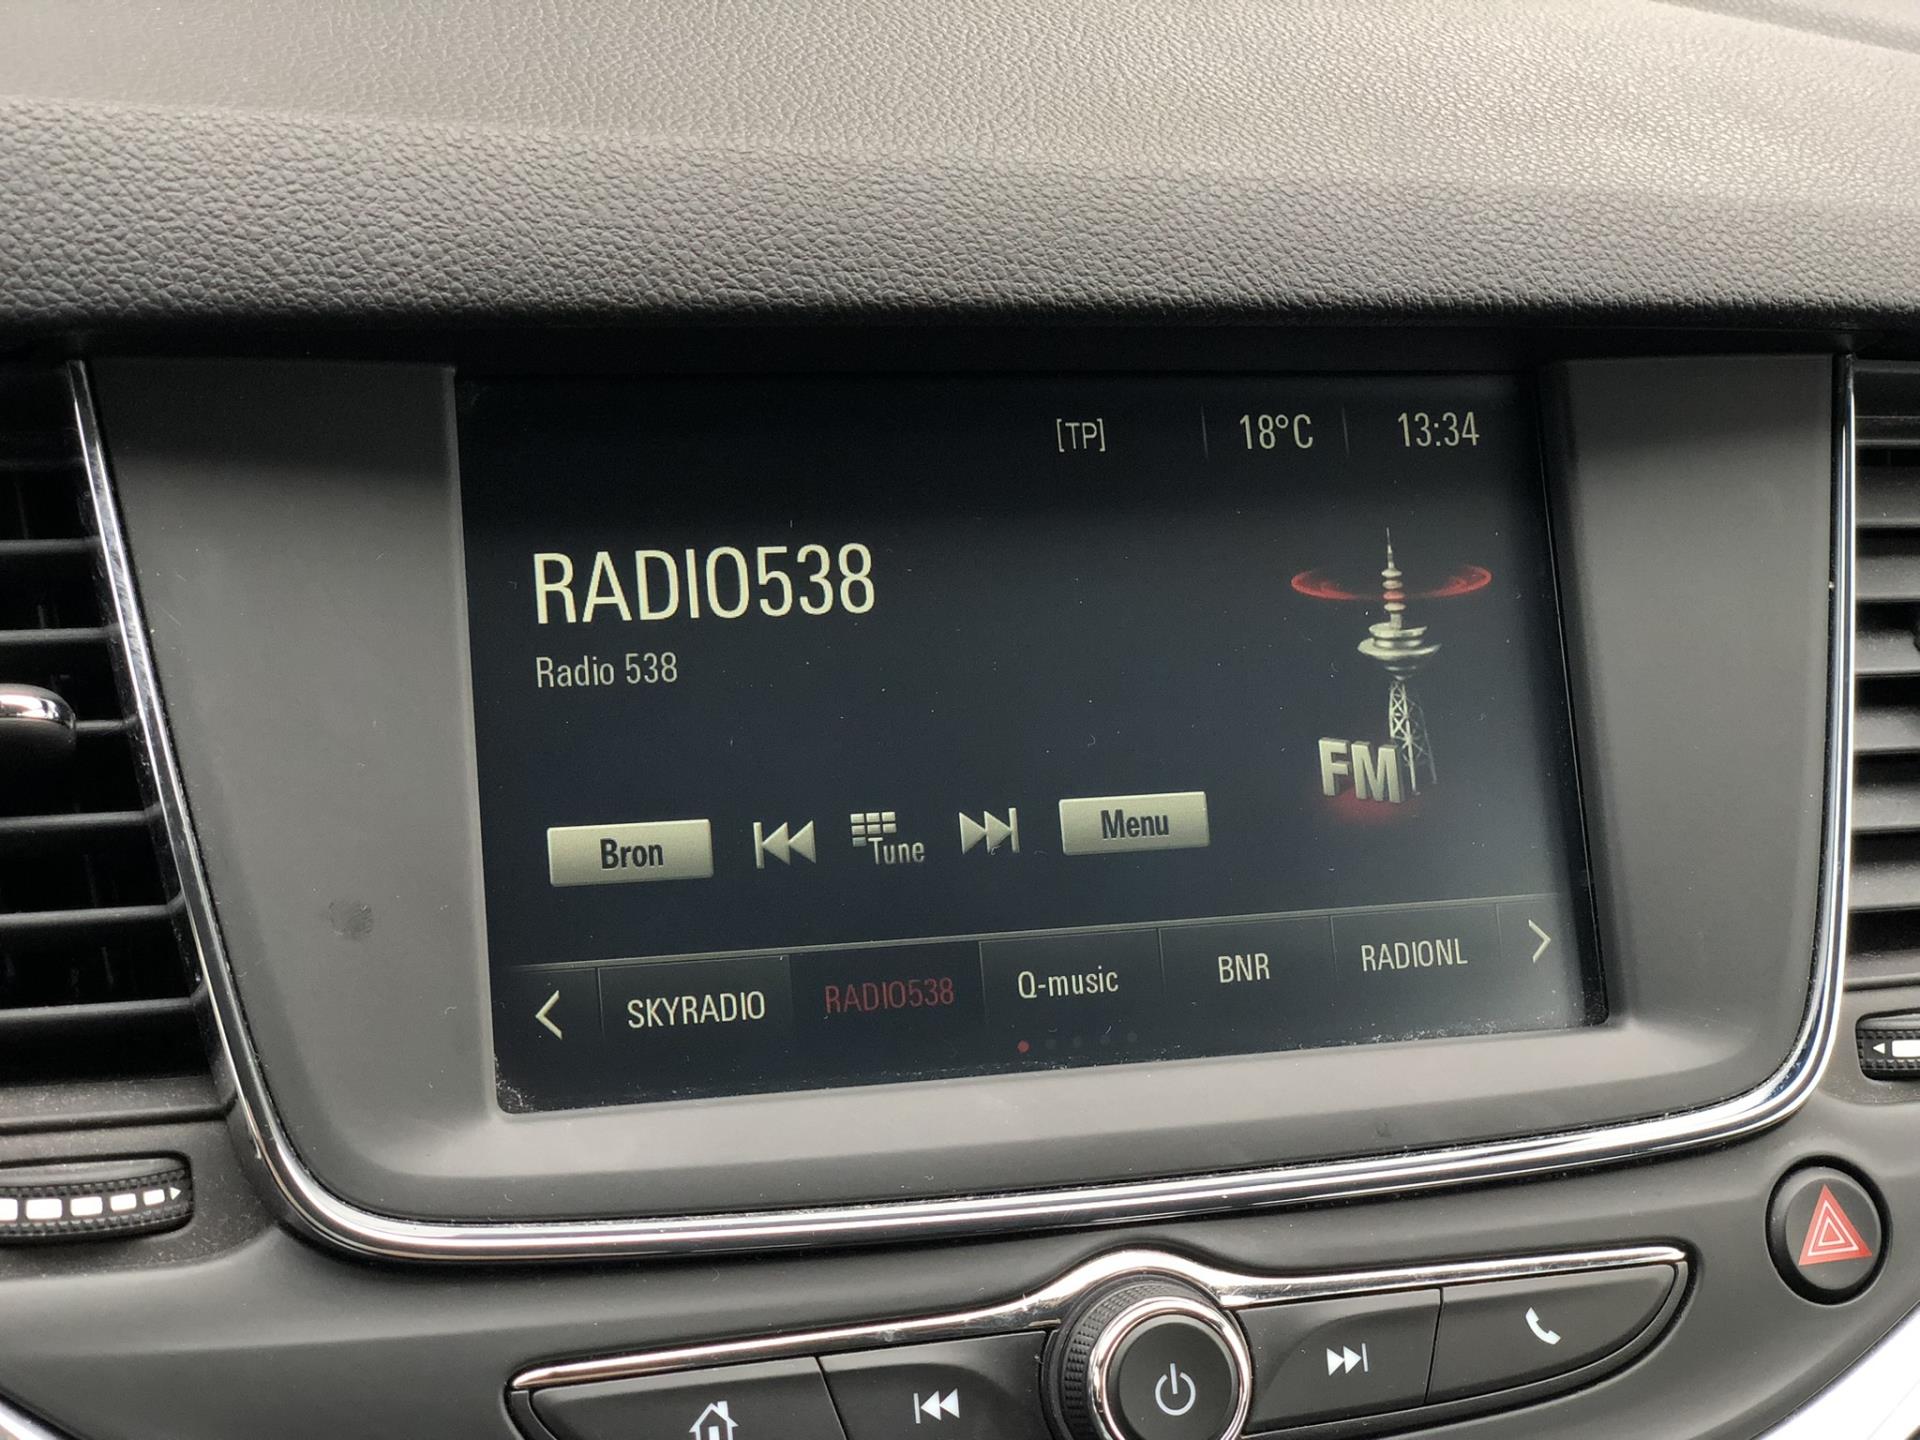 [TP] 18°C 13:34
RADIO538
Radio 538
FM
Bron Tune Menu
SKYRADIO RADIO538 Q-music BNR RADIONL